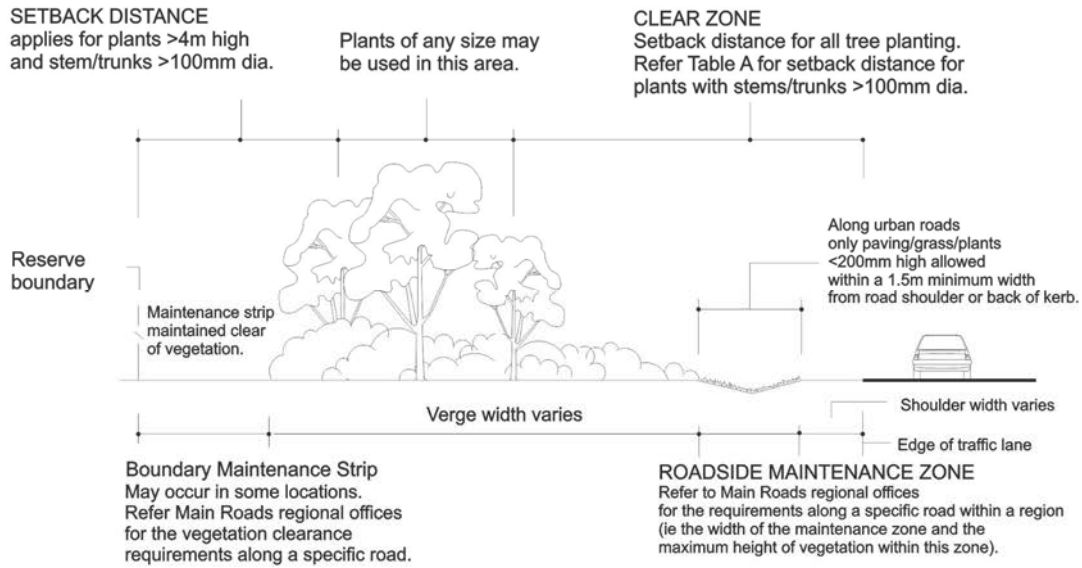 SETBACK DISTANCE
applies for plants >4m high
and stem/trunks >100mm dia.
Plants of any size may
be used in this area.
CLEAR ZONE
Setback distance for all tree planting.
Refer Table A for setback distance for
plants with stems/trunks >100mm dia.
Reserve
boundary
Maintenance strip
maintained clear
of vegetation.
Along urban roads
only paving/grass/plants
<200mm high allowed
within a 1.5m minimum width
from road shoulder or back of kerb.
Verge width varies
Shoulder width varies
Edge of traffic lane
Boundary Maintenance Strip
May occur in some locations.
Refer Main Roads regional offices
for the vegetation clearance
requirements along a specific road.
ROADSIDE MAINTENANCE ZONE
Refer to Main Roads regional offices
for the requirements along a specific road within a region
(ie the width of the maintenance zone and the
maximum height of vegetation within this zone).